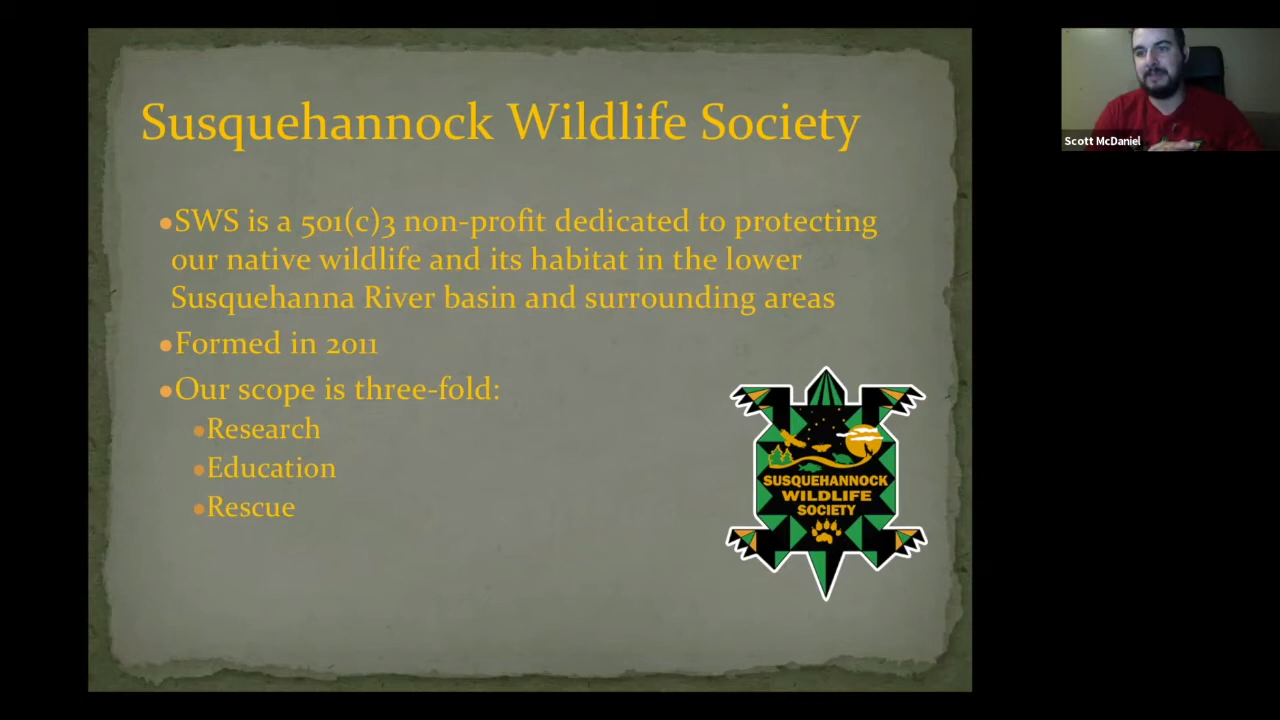 Susquehannock Wildlife Society
•SWS is a 501(c)3 non-profit dedicated to protecting
our native wildlife and its habitat in the lower
Susquehanna River basin and surrounding areas
•Formed in 2011
•Our scope is three-fold:
•Research
•Education
•Rescue
SUSQUEHANNOCK
WILDLIFE
SOCIETY
Scott McDaniel